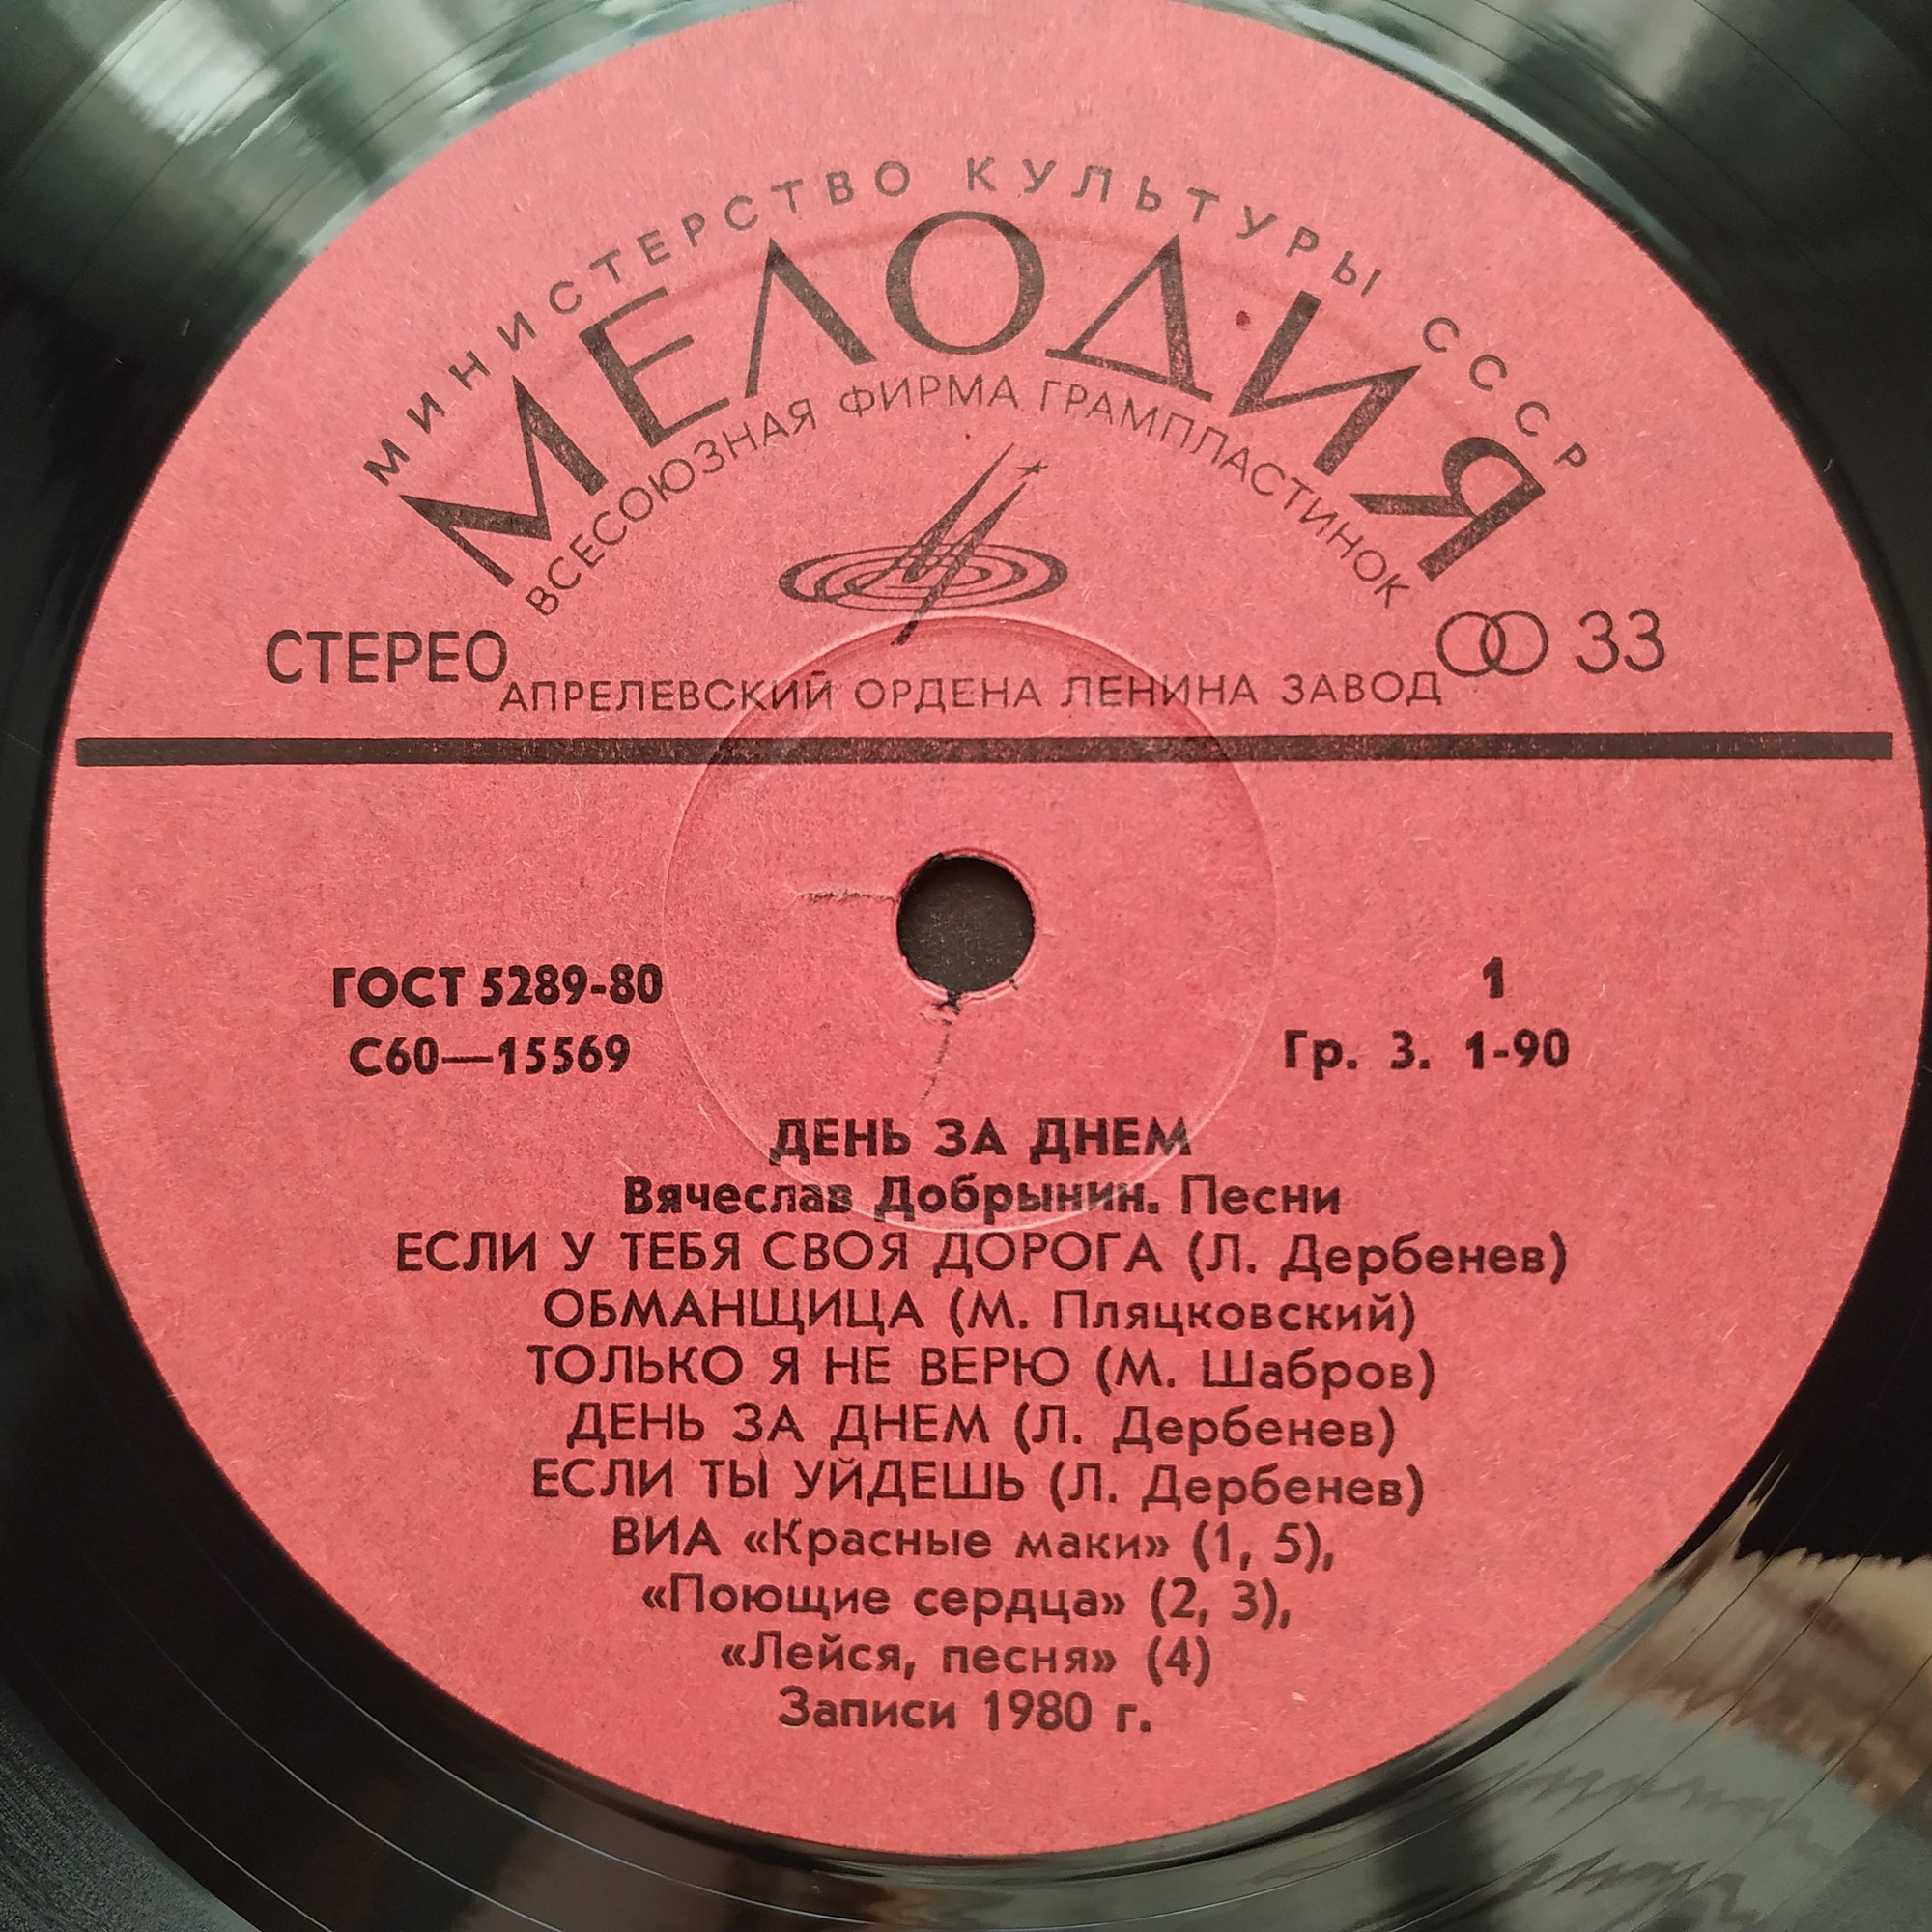 МИНИСТЕРСТВО КУЛЬТУРЫ СССР
МЕЛОДИЯ
ВСЕСОЮЗНАЯ ФИРМА ГРАМПЛАСТИНОК
СТЕРЕО
33
АПРЕЛЕВСКИЙ ОРДЕНА ЛЕНИНА ЗАВОД
ГОСТ 5289-80
1
С60—15569
Гр. 3. 1-90
ДЕНЬ ЗА ДНЕМ
Вячеслав Добрынин. Песни
ЕСЛИ У ТЕБЯ СВОЯ ДОРОГА (Л. Дербенев)
ОБМАНЩИЦА (М. Пляцковский)
ТОЛЬКО Я НЕ ВЕРЮ (М. Шабров)
ДЕНЬ ЗА ДНЕМ (Л. Дербенев)
ЕСЛИ ТЫ УЙДЕШЬ (Л. Дербенев)
ВИА «Красные маки» (1, 5),
«Поющие сердца» (2, 3),
«Лейся, песня» (4)
Записи 1980 г.